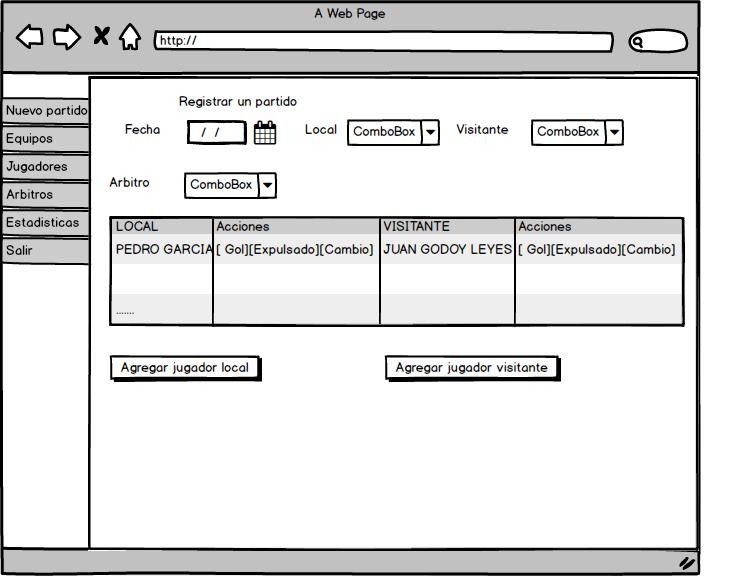 A Web Page
http://
Nuevo partido
Equipos
Jugadores
Arbitros
Estadisticas
Salir
Registrar un partido
Fecha / / Local ComboBox Visitante ComboBox
Arbitro ComboBox
LOCAL Acciones VISITANTE Acciones
PEDRO GARCIA [ Gol][Expulsado][Cambio] JUAN GODOY LEYES [ Gol][Expulsado][Cambio]
.......
Agregar jugador local Agregar jugador visitante